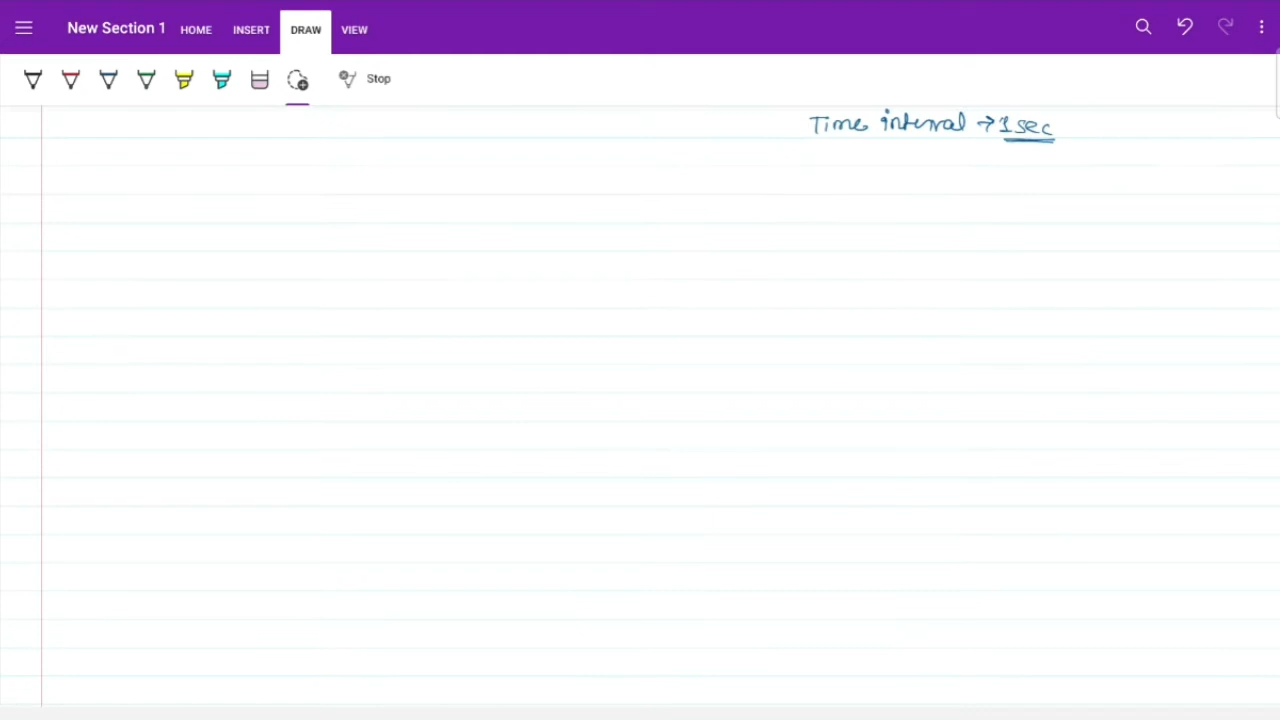 New Section 1 HOME INSERT DRAW VIEW
Stop
Time interval → 1 sec